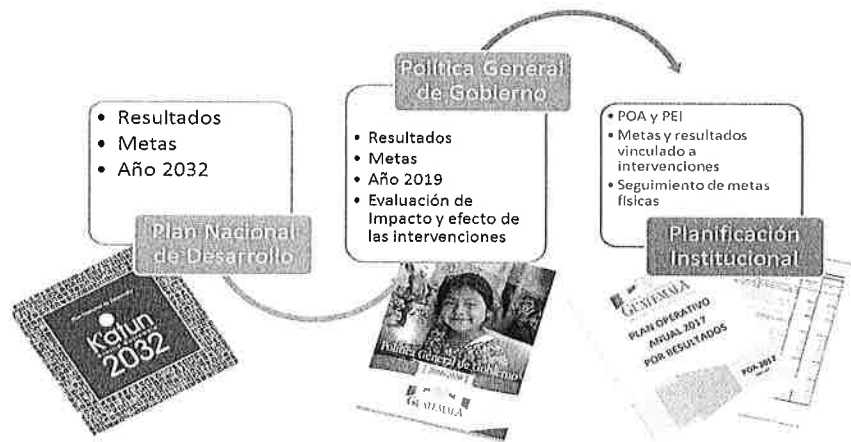 • Resultados
• Metas
• Año 2032
Plan Nacional
de Desarrollo
Katun
2032
Política General
de Gobierno
• Resultados
• Metas
• Año 2019
• Evaluación de
Impacto y efecto de
las intervenciones
Política General de Gobierno
GUATEMALA
• POA y PEI
• Metas y resultados
vinculado a
intervenciones
• Seguimiento de metas
físicas
Planificación
Institucional
GUATEMALA
PLAN OPERATIVO
ANUAL 2017
POR RESULTADOS
POA 2017